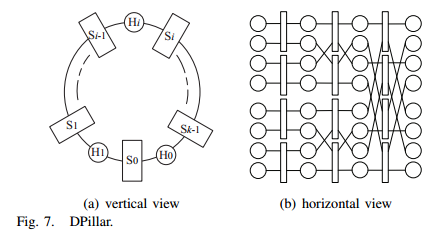 Hi
Si-1
Si
S1
Sk-1
H1
S0
H0
(a) vertical view
(b) horizontal view
Fig. 7. DPillar.